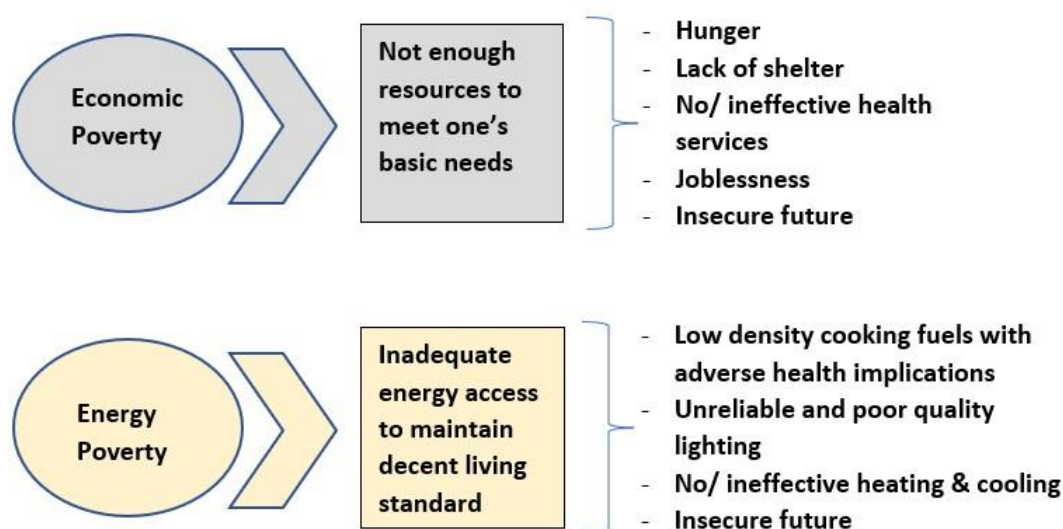 Economic
Poverty
Not enough
resources to
meet one's
basic needs
- Hunger
- Lack of shelter
- No/ ineffective health
services
- Joblessness
- Insecure future
Energy
Poverty
Inadequate
energy access
to maintain
decent living
standard
- Low density cooking fuels with
adverse health implications
- Unreliable and poor quality
lighting
- No/ ineffective heating & cooling
- Insecure future